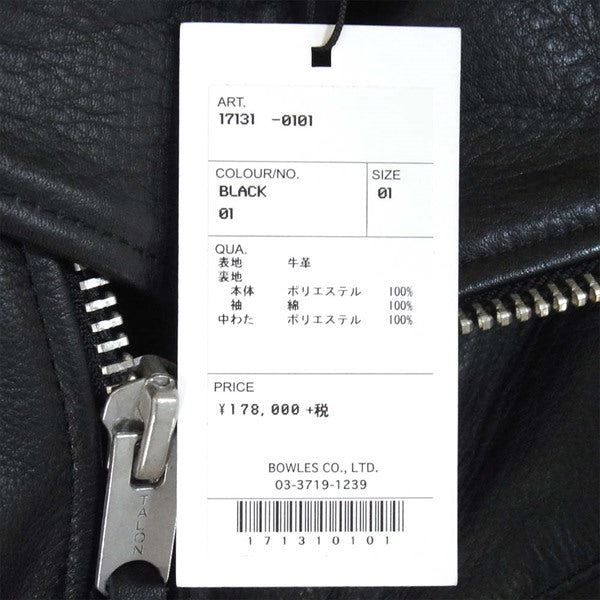 ART.
17131 -0101
COLOUR/NO. SIZE
BLACK 01
01
QUA.
表地 牛革
裏地
本体 ポリエステル 100%
袖 綿 100%
中わた ポリエステル 100%
PRICE
¥178,000+税
BOWLES CO., LTD.
03-3719-1239
171310101
TALON